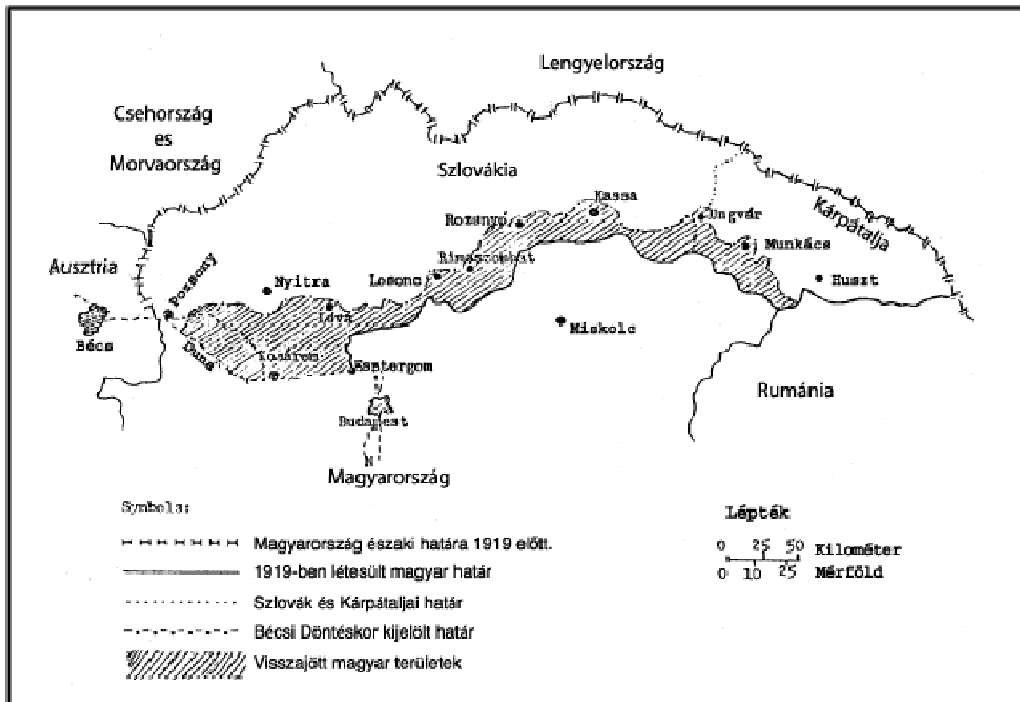 Lengyelország
Csehország
es
Morvaország
Szlovákia
Kassa
Rozsnyó
Ungvár
Kárpátalja
Rimaszombat
Munkács
Ausztria
Pozsony
Nyitra
Losonc
Huszt
Léva
Miskolc
Bécs
Duna
Komárom
Esztergom
Rumánia
Budapest
Magyarország
Symbols:
Lépték
Magyarország északi határa 1919 előtt.
0 25 50 Kilométer
1919-ben létesült magyar határ
0 10 25 Mérföld
Szlovák és Kárpátaljai határ
Bécsi Döntéskor kijelölt határ
Visszajött magyar területek